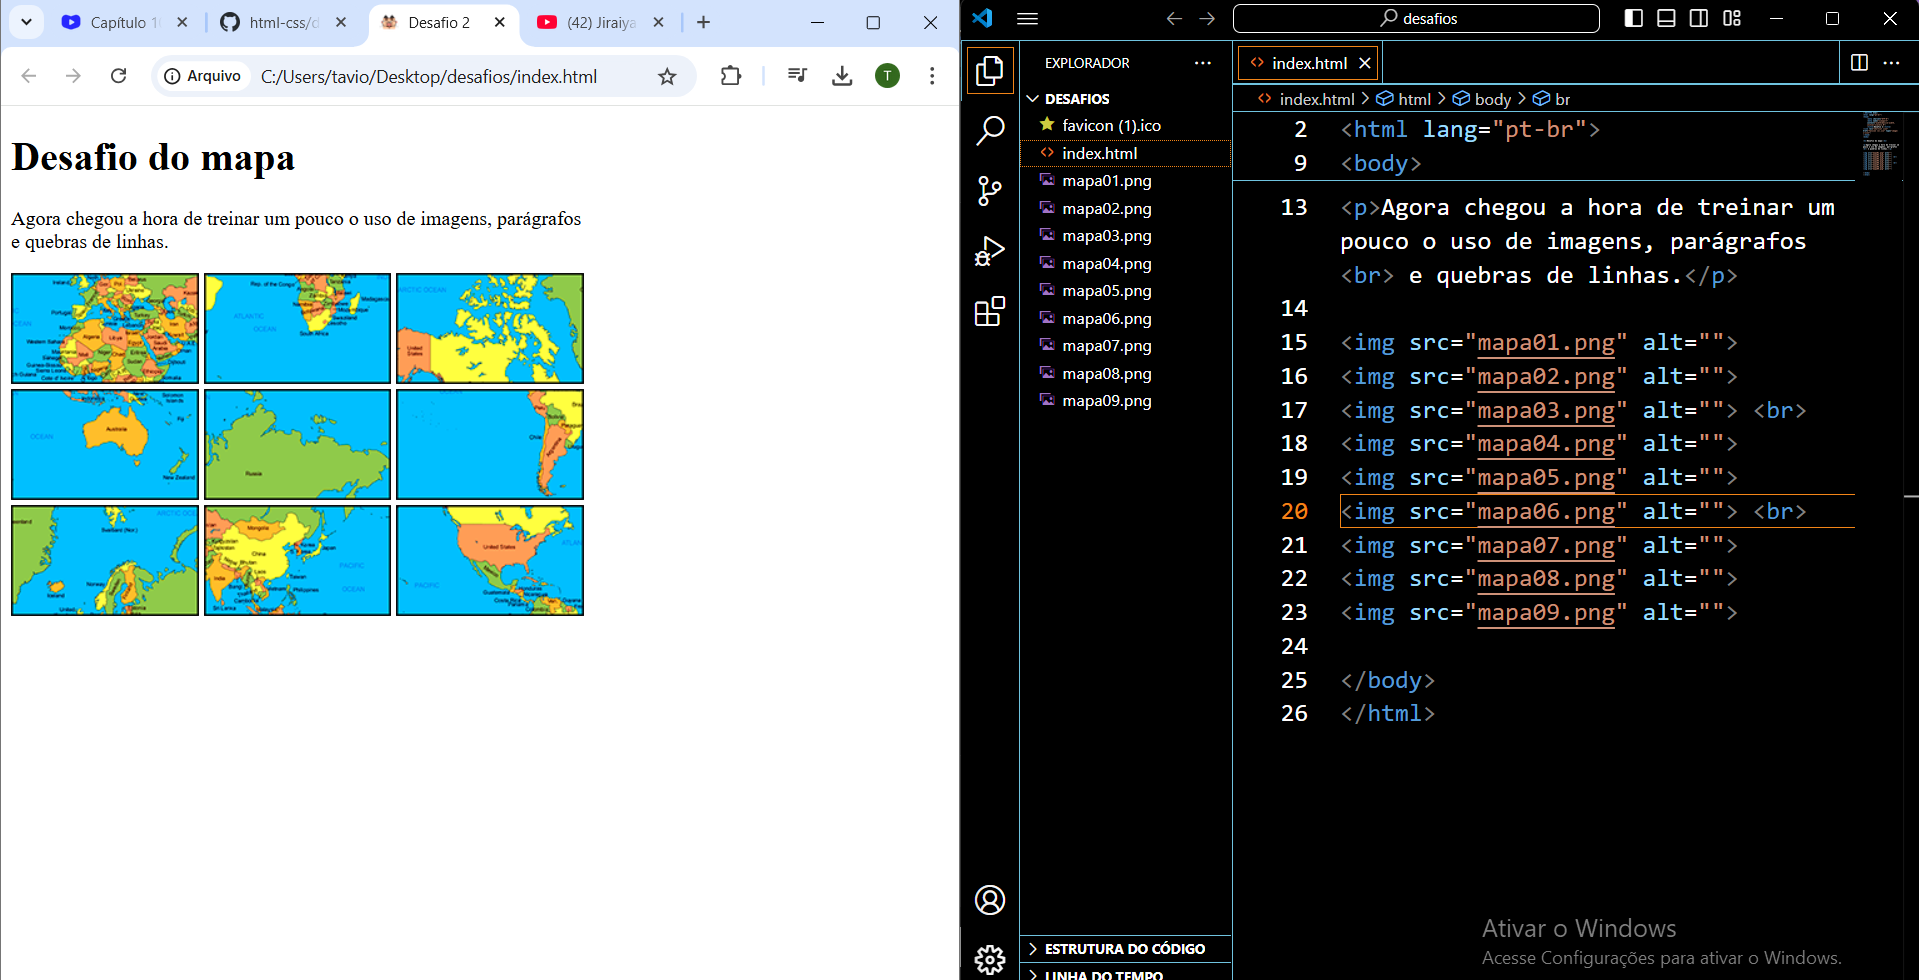 Capítulo 1
html-css/d
Desafio 2
(42) Jiraiya
Arquivo
C:/Users/tavio/Desktop/desafios/index.html
T
Desafio do mapa
Agora chegou a hora de treinar um pouco o uso de imagens, parágrafos
e quebras de linhas.
desafios
EXPLORADOR
DESAFIOS
favicon (1).ico
index.html
mapa01.png
mapa02.png
mapa03.png
mapa04.png
mapa05.png
mapa06.png
mapa07.png
mapa08.png
mapa09.png
ESTRUTURA DO CÓDIGO
LINHA DO TEMPO
index.html
index.html > html > body > br
2 <html lang="pt-br">
9 <body>
13 <p>Agora chegou a hora de treinar um
pouco o uso de imagens, parágrafos
<br> e quebras de linhas.</p>
14
15 <img src="mapa01.png" alt="">
16 <img src="mapa02.png" alt="">
17 <img src="mapa03.png" alt=""> <br>
18 <img src="mapa04.png" alt="">
19 <img src="mapa05.png" alt="">
20 <img src="mapa06.png" alt=""> <br>
21 <img src="mapa07.png" alt="">
22 <img src="mapa08.png" alt="">
23 <img src="mapa09.png" alt="">
24
25 </body>
26 </html>
Ativar o Windows
Acesse Configurações para ativar o Windows.